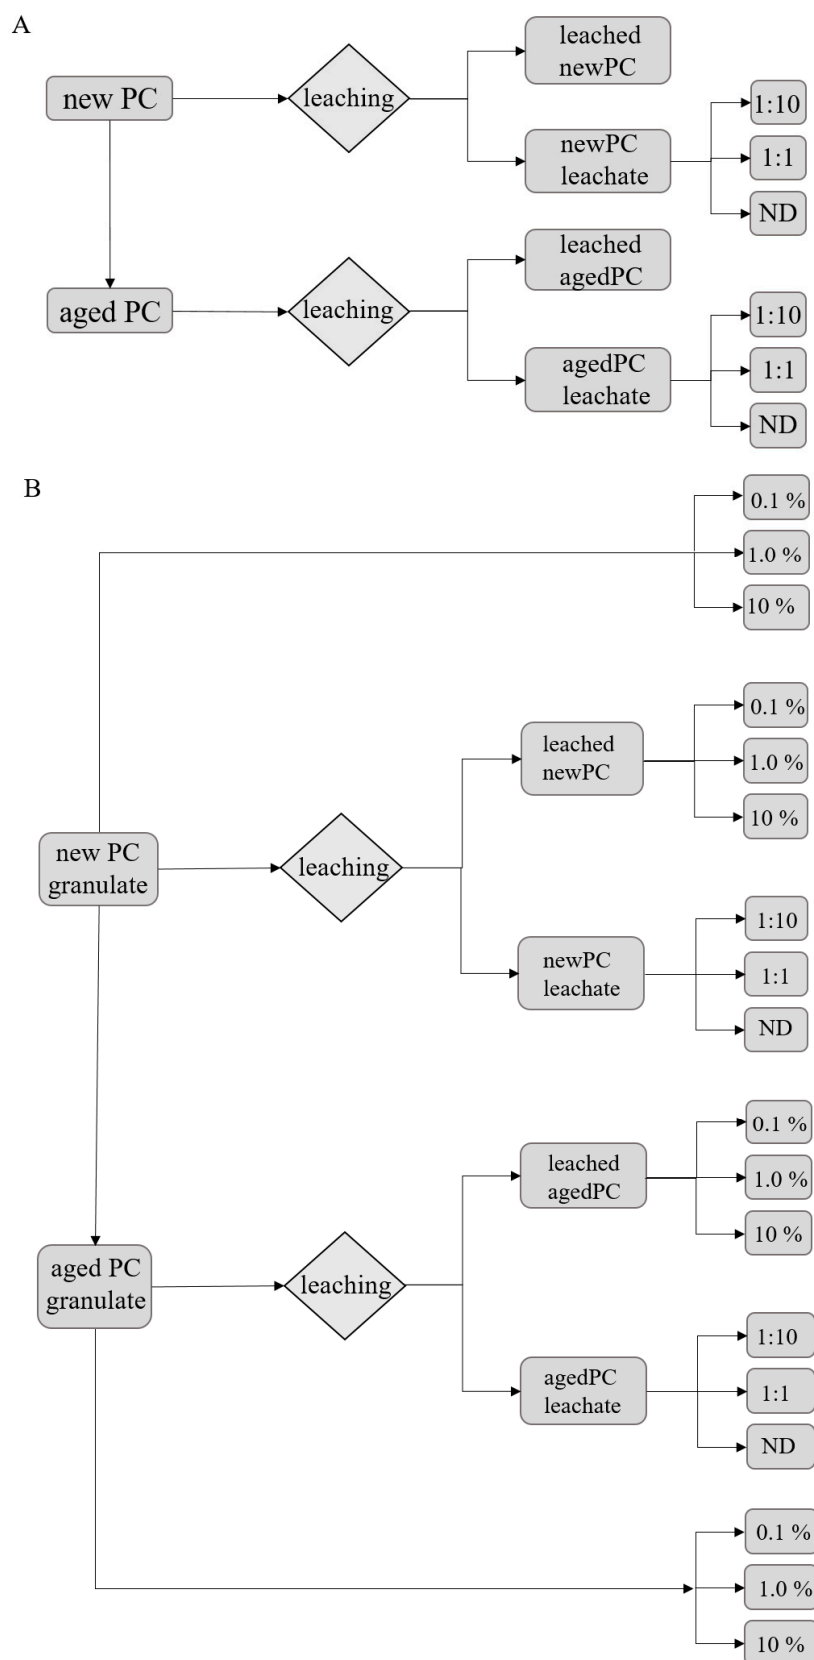 A
new PC
leaching
leached
newPC
newPC
leachate
1:10
1:1
ND
aged PC
leaching
leached
agedPC
agedPC
leachate
1:10
1:1
ND
B
0.1 %
1.0 %
10 %
new PC
granulate
leaching
leached
newPC
0.1 %
1.0 %
10 %
newPC
leachate
1:10
1:1
ND
aged PC
granulate
leaching
leached
agedPC
0.1 %
1.0 %
10 %
agedPC
leachate
1:10
1:1
ND
0.1 %
1.0 %
10 %